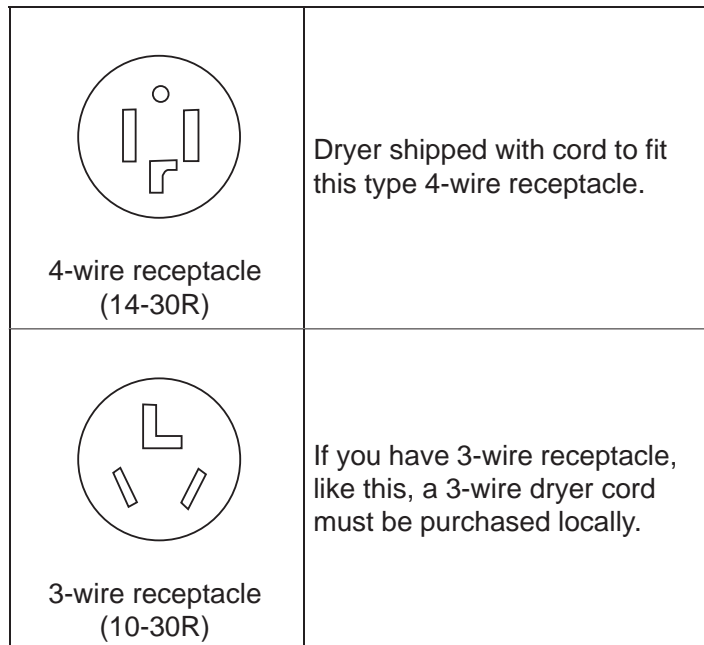 4-wire receptacle
(14-30R)
Dryer shipped with cord to fit
this type 4-wire receptacle.
3-wire receptacle
(10-30R)
If you have 3-wire receptacle,
like this, a 3-wire dryer cord
must be purchased locally.